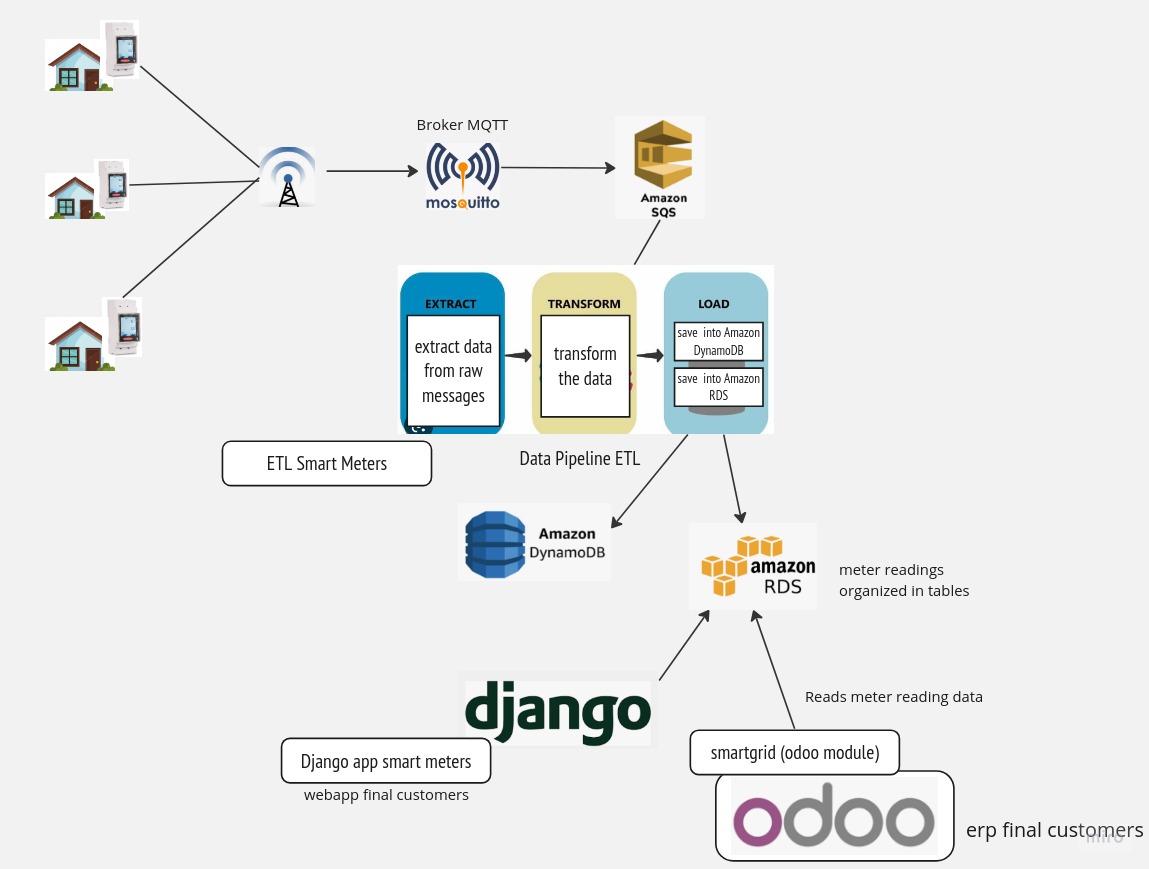 Broker MQTT
mosquitto
Amazon
SQS
EXTRACT
TRANSFORM
LOAD
extract data
from raw
messages
transform
the data
save into Amazon
DynamoDB
save into Amazon
RDS
ETL Smart Meters
Data Pipeline ETL
Amazon
DynamoDB
amazon
RDS
meter readings
organized in tables
django
Reads meter reading data
Django app smart meters
webapp final customers
smartgrid (odoo module)
odoo
erp final customers
miro